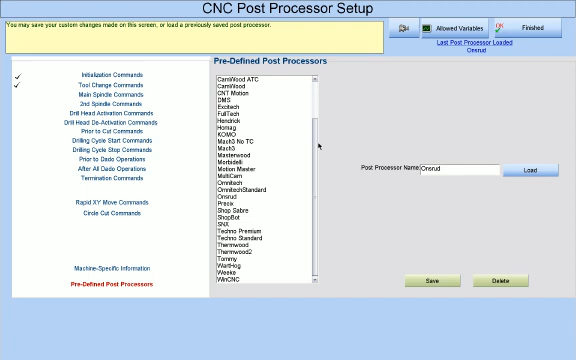 CNC Post Processor Setup
You may save your custom changes made on this screen, or load a previously saved post processor.
Allowed Variables
OK
Finished
Last Post Processor Loaded
Onsrud
Pre-Defined Post Processors
Initialization Commands
Tool Change Commands
Main Spindle Commands
2nd Spindle Commands
Drill Head Activation Commands
Drill Head De-Activation Commands
Prior to Cut Commands
Drilling Cycle Start Commands
Drilling Cycle Stop Commands
Prior to Dado Operations
After All Dado Operations
Termination Commands
Rapid XY Move Commands
Circle Cut Commands
Machine-Specific Information
Pre-Defined Post Processors
CamWood ATC
CamWood
CNT Motion
DMS
Excitech
FullTech
Hendrick
Homag
KOMO
Mach3 No TC
Mach3
Masterwood
Morbidelli
Motion Master
MultiCam
Omnitech
OmnitechStandard
Onsrud
Precix
Shop Sabre
ShopBot
SNX
Techno Premium
Techno Standard
Thermwood
Thermwood2
Tommy
WartHog
Weeke
WinCNC
Post Processor Name:
Onsrud
Load
Save
Delete